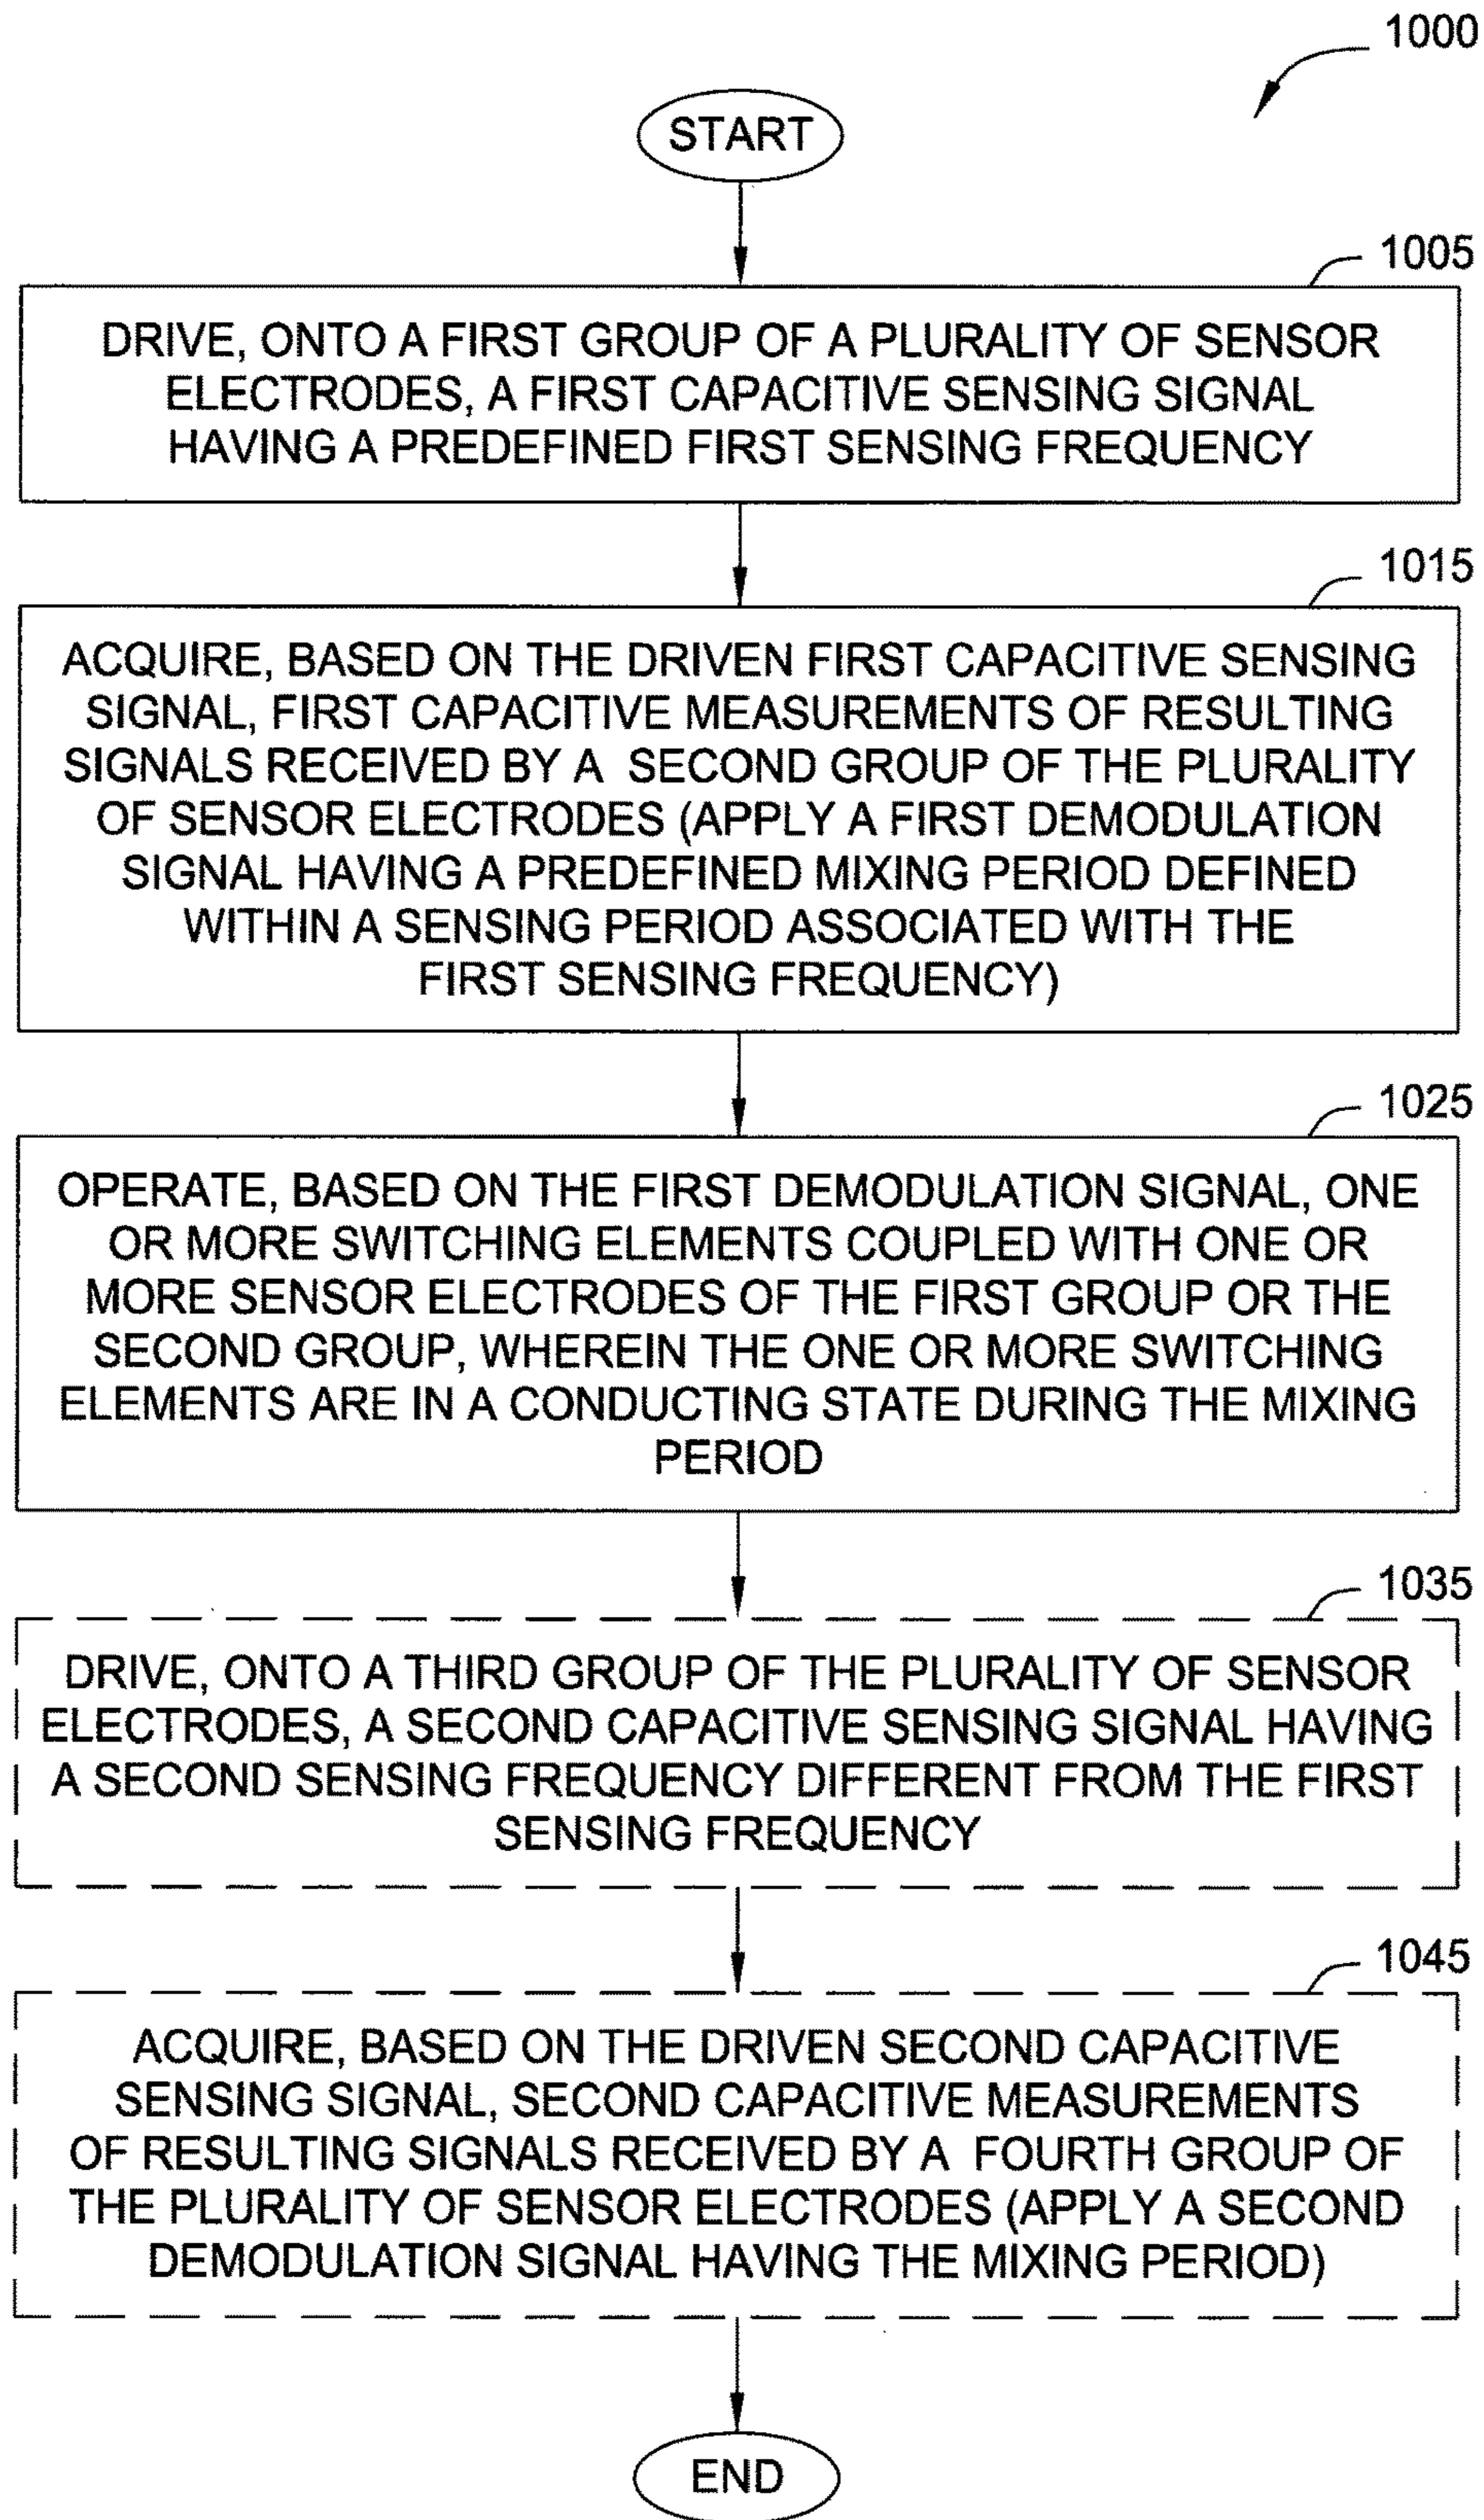 1000
START
1005
DRIVE, ONTO A FIRST GROUP OF A PLURALITY OF SENSOR
ELECTRODES, A FIRST CAPACITIVE SENSING SIGNAL
HAVING A PREDEFINED FIRST SENSING FREQUENCY
1015
ACQUIRE, BASED ON THE DRIVEN FIRST CAPACITIVE SENSING
SIGNAL, FIRST CAPACITIVE MEASUREMENTS OF RESULTING
SIGNALS RECEIVED BY A SECOND GROUP OF THE PLURALITY
OF SENSOR ELECTRODES (APPLY A FIRST DEMODULATION
SIGNAL HAVING A PREDEFINED MIXING PERIOD DEFINED
WITHIN A SENSING PERIOD ASSOCIATED WITH THE
FIRST SENSING FREQUENCY)
1025
OPERATE, BASED ON THE FIRST DEMODULATION SIGNAL, ONE
OR MORE SWITCHING ELEMENTS COUPLED WITH ONE OR
MORE SENSOR ELECTRODES OF THE FIRST GROUP OR THE
SECOND GROUP, WHEREIN THE ONE OR MORE SWITCHING
ELEMENTS ARE IN A CONDUCTING STATE DURING THE MIXING
PERIOD
1035
DRIVE, ONTO A THIRD GROUP OF THE PLURALITY OF SENSOR
ELECTRODES, A SECOND CAPACITIVE SENSING SIGNAL HAVING
A SECOND SENSING FREQUENCY DIFFERENT FROM THE FIRST
SENSING FREQUENCY
1045
ACQUIRE, BASED ON THE DRIVEN SECOND CAPACITIVE
SENSING SIGNAL, SECOND CAPACITIVE MEASUREMENTS
OF RESULTING SIGNALS RECEIVED BY A FOURTH GROUP OF
THE PLURALITY OF SENSOR ELECTRODES (APPLY A SECOND
DEMODULATION SIGNAL HAVING THE MIXING PERIOD)
END